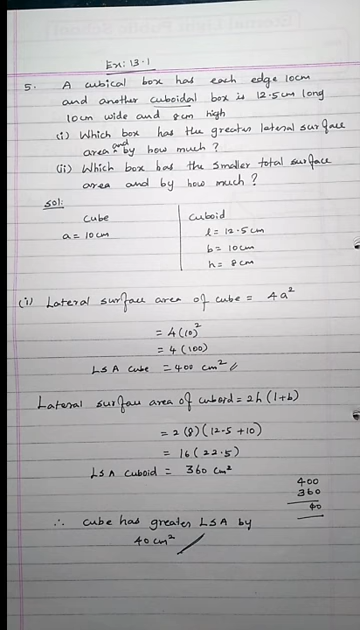 Ex: 13.1
5. A cubical box has each edge 10cm
and another cuboidal box is 12.5cm long
10cm wide and 8cm high
(i) Which box has the greater lateral surface
area and by how much?
(ii) Which box has the smaller total surface
area and by how much?
Sol:
Cube
a = 10cm
Cuboid
l = 12.5cm
b = 10cm
h = 8cm
(i) Lateral surface area of cube = 4a²
= 4(10)²
= 4(100)
LSA Cube = 400 cm²
Lateral surface area of cuboid = 2h(l+b)
= 2(8)(12.5+10)
= 16(22.5)
LSA Cuboid = 360 cm²
400
360
40
∴ Cube has greater LSA by
40cm²